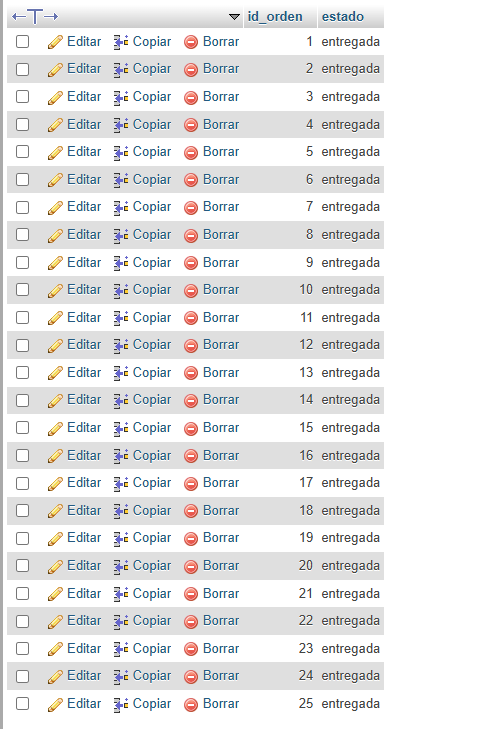 id_orden estado
Editar Copiar Borrar 1 entregada
Editar Copiar Borrar 2 entregada
Editar Copiar Borrar 3 entregada
Editar Copiar Borrar 4 entregada
Editar Copiar Borrar 5 entregada
Editar Copiar Borrar 6 entregada
Editar Copiar Borrar 7 entregada
Editar Copiar Borrar 8 entregada
Editar Copiar Borrar 9 entregada
Editar Copiar Borrar 10 entregada
Editar Copiar Borrar 11 entregada
Editar Copiar Borrar 12 entregada
Editar Copiar Borrar 13 entregada
Editar Copiar Borrar 14 entregada
Editar Copiar Borrar 15 entregada
Editar Copiar Borrar 16 entregada
Editar Copiar Borrar 17 entregada
Editar Copiar Borrar 18 entregada
Editar Copiar Borrar 19 entregada
Editar Copiar Borrar 20 entregada
Editar Copiar Borrar 21 entregada
Editar Copiar Borrar 22 entregada
Editar Copiar Borrar 23 entregada
Editar Copiar Borrar 24 entregada
Editar Copiar Borrar 25 entregada